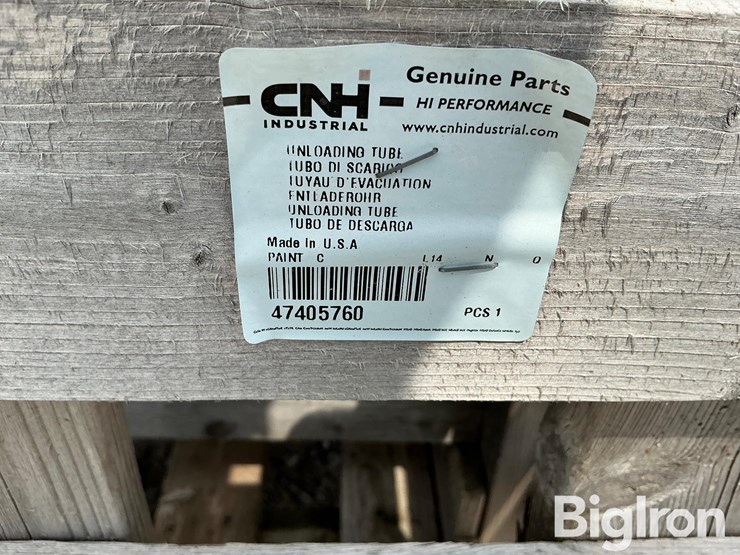 CNH
INDUSTRIAL
Genuine Parts
HI PERFORMANCE
www.cnhindustrial.com
UNLOADING TUBE
TUBO DI SCARICO
TUYAU D'EVACUATION
ENTLADEROHR
UNLOADING TUBE
TUBO DE DESCARGA
Made In U.S.A
PAINT C L14 N 0
47405760 PCS 1
BigIron